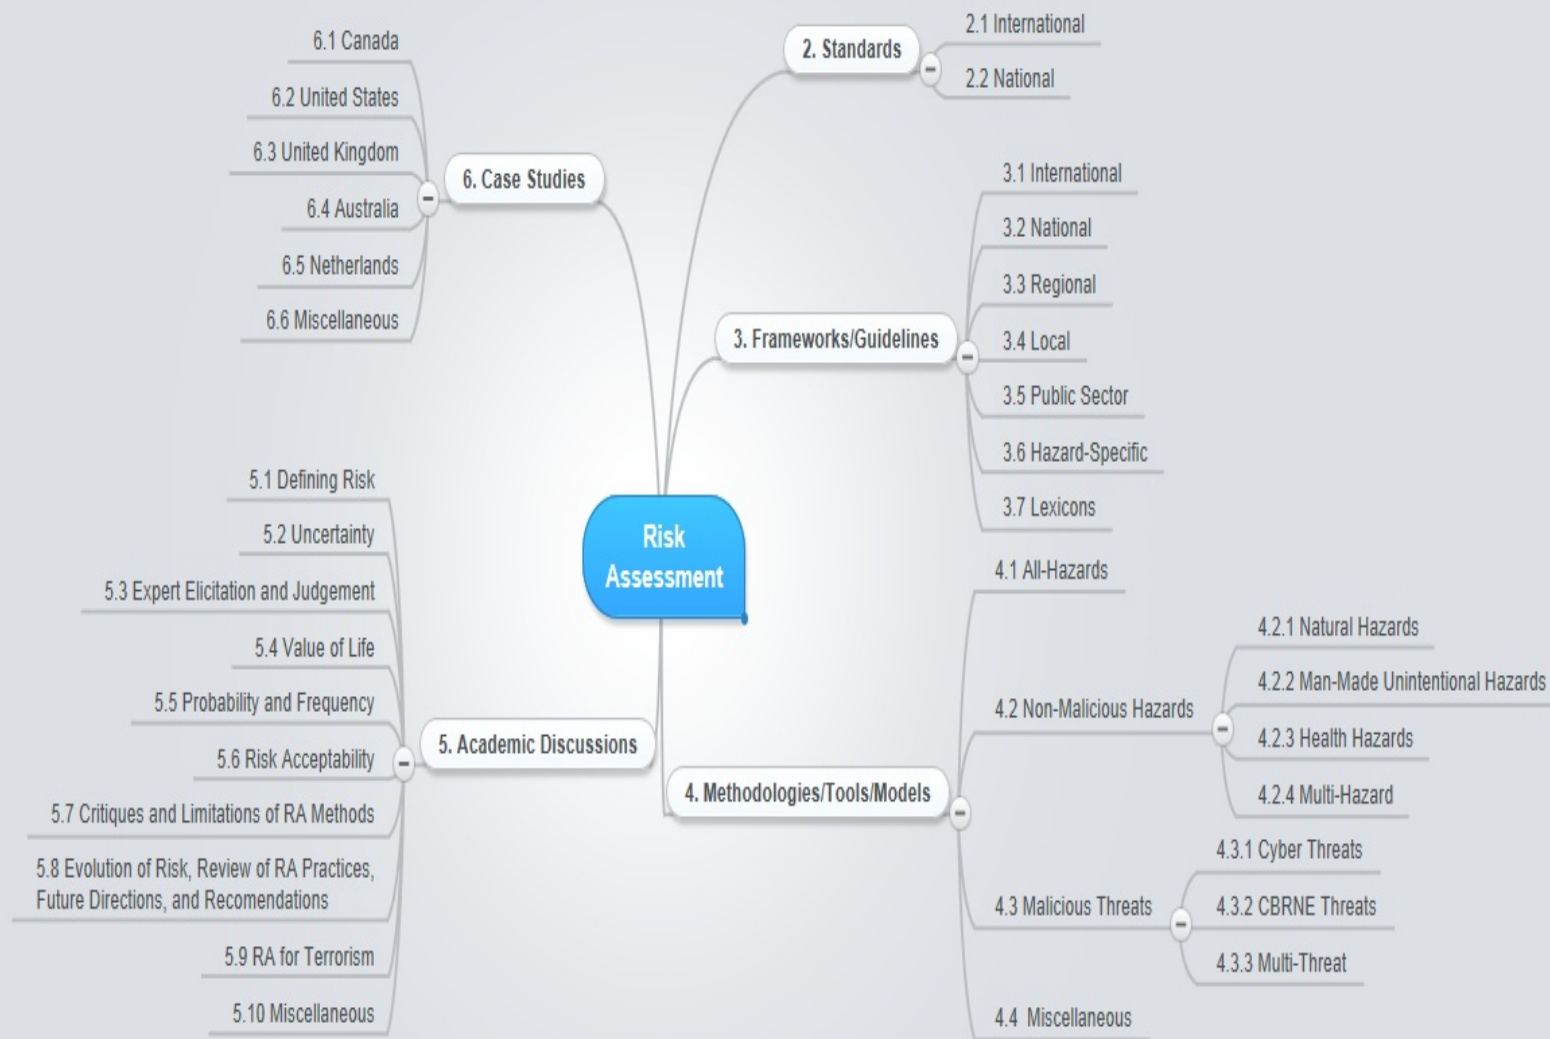 Risk
Assessment
2. Standards
2.1 International
2.2 National
3. Frameworks/Guidelines
3.1 International
3.2 National
3.3 Regional
3.4 Local
3.5 Public Sector
3.6 Hazard-Specific
3.7 Lexicons
4. Methodologies/Tools/Models
4.1 All-Hazards
4.2 Non-Malicious Hazards
4.2.1 Natural Hazards
4.2.2 Man-Made Unintentional Hazards
4.2.3 Health Hazards
4.2.4 Multi-Hazard
4.3 Malicious Threats
4.3.1 Cyber Threats
4.3.2 CBRNE Threats
4.3.3 Multi-Threat
4.4 Miscellaneous
5. Academic Discussions
5.1 Defining Risk
5.2 Uncertainty
5.3 Expert Elicitation and Judgement
5.4 Value of Life
5.5 Probability and Frequency
5.6 Risk Acceptability
5.7 Critiques and Limitations of RA Methods
5.8 Evolution of Risk, Review of RA Practices,
Future Directions, and Recomendations
5.9 RA for Terrorism
5.10 Miscellaneous
6. Case Studies
6.1 Canada
6.2 United States
6.3 United Kingdom
6.4 Australia
6.5 Netherlands
6.6 Miscellaneous